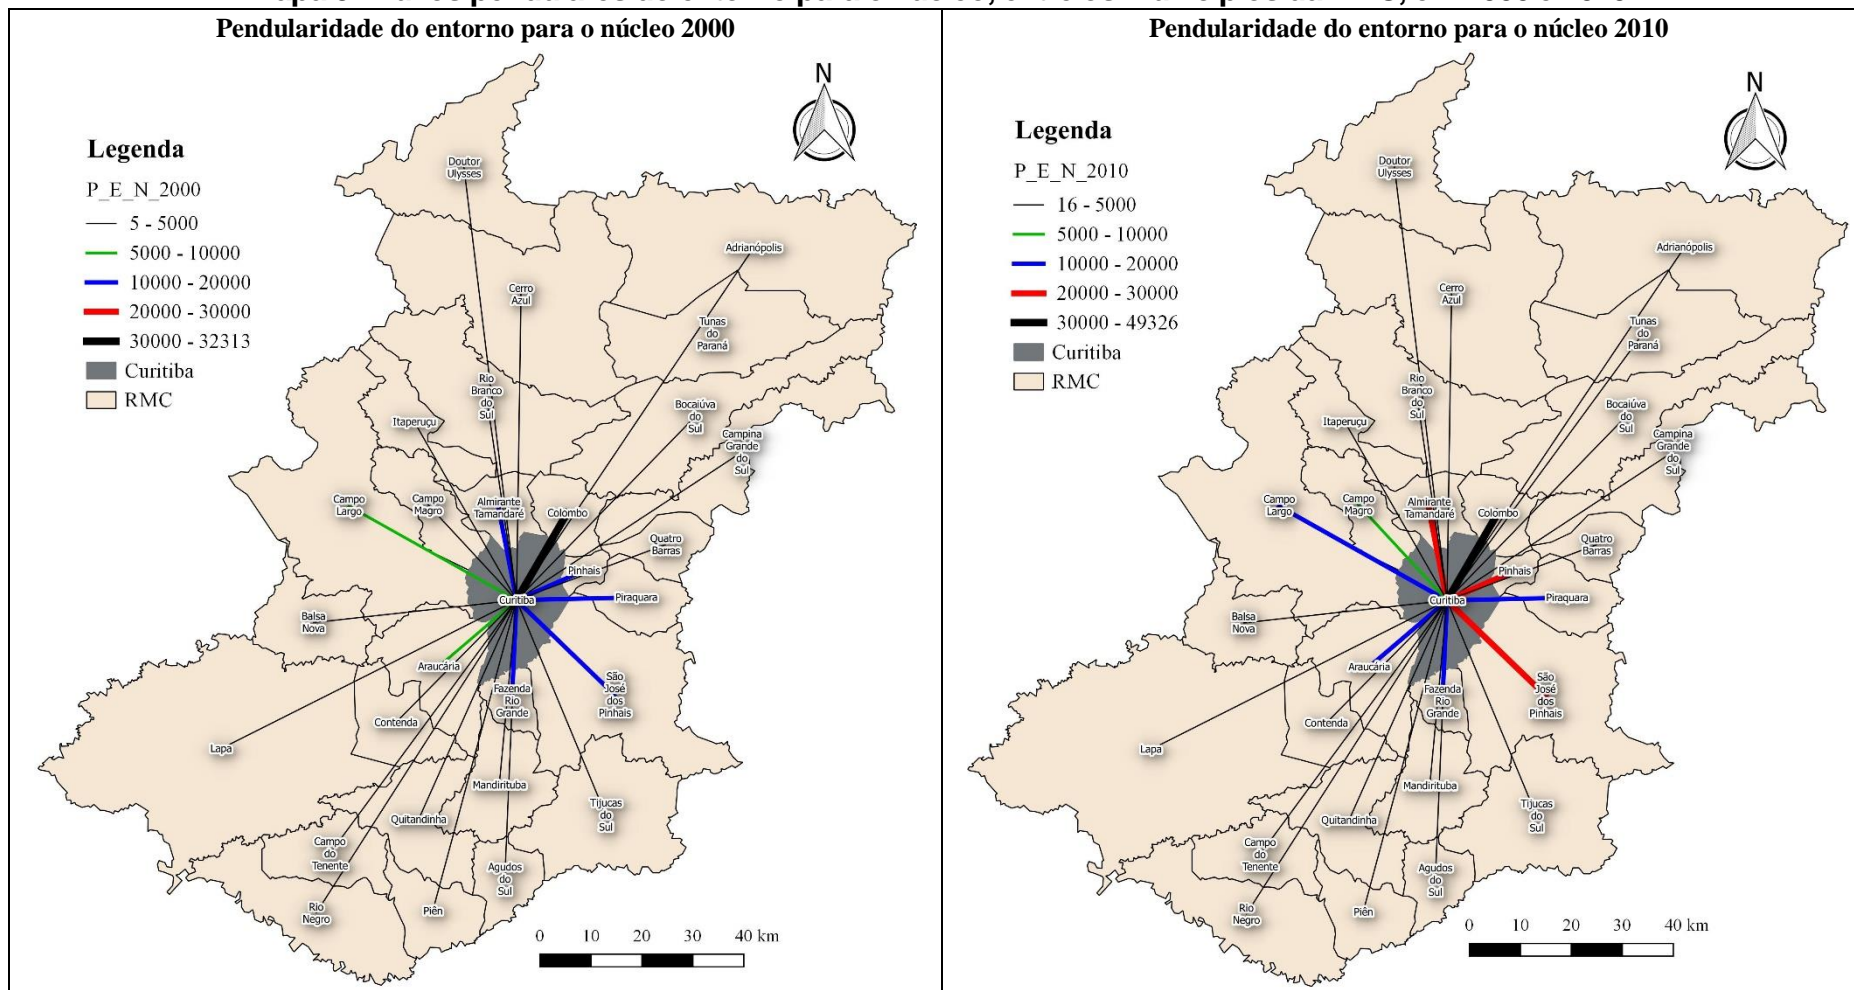 Pendularidade do entorno para o núcleo 2000
N
Legenda
P_E_N_2000
5 - 5000
5000 - 10000
10000 - 20000
20000 - 30000
30000 - 32313
Curitiba
RMC
Doutor
Ulysses
Adrianópolis
Cerro
Azul
Tunas
do
Paraná
Rio
Branco
do
Sul
Itaperuçu
Bocaiúva
do
Sul
Campina
Grande
do
Sul
Campo
Largo
Campo
Magro
Almirante
Tamandaré
Colombo
Quatro
Barras
Pinhais
Curitiba
Piraquara
Balsa
Nova
Araucária
Fazenda
Rio
Grande
São
José
dos
Pinhais
Contenda
Lapa
Mandirituba
Quitandinha
Tijucas
do
Sul
Campo
do
Tenente
Agudos
do
Sul
Rio
Negro
Piên
0 10 20 30 40 km
Pendularidade do entorno para o núcleo 2010
N
Legenda
P_E_N_2010
16 - 5000
5000 - 10000
10000 - 20000
20000 - 30000
30000 - 49326
Curitiba
RMC
Doutor
Ulysses
Adrianópolis
Cerro
Azul
Tunas
do
Paraná
Rio
Branco
do
Sul
Itaperuçu
Bocaiúva
do
Sul
Campina
Grande
do
Sul
Campo
Largo
Campo
Magro
Almirante
Tamandaré
Colombo
Quatro
Barras
Pinhais
Curitiba
Piraquara
Balsa
Nova
Araucária
Fazenda
Rio
Grande
São
José
dos
Pinhais
Contenda
Lapa
Mandirituba
Quitandinha
Tijucas
do
Sul
Campo
do
Tenente
Agudos
do
Sul
Rio
Negro
Piên
0 10 20 30 40 km